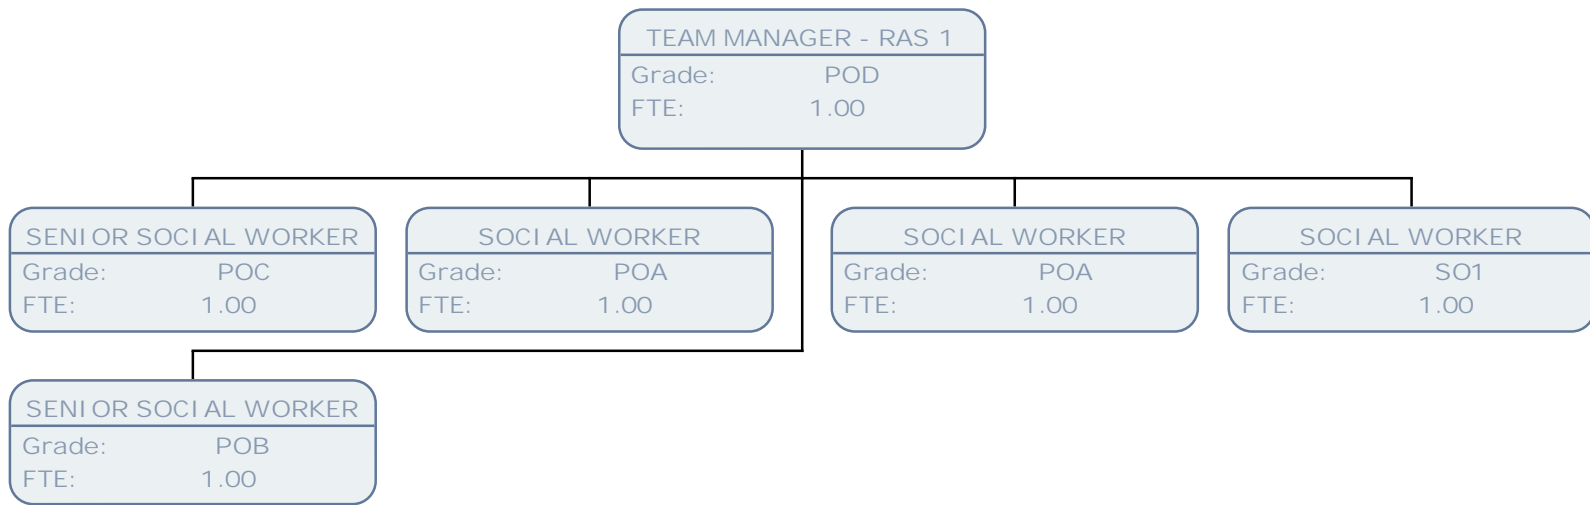 TEAM MANAGER - RAS 1
Grade: POD
FTE: 1.00
SENIOR SOCIAL WORKER
Grade: POC
FTE: 1.00
SOCIAL WORKER
Grade: POA
FTE: 1.00
SOCIAL WORKER
Grade: POA
FTE: 1.00
SOCIAL WORKER
Grade: SO1
FTE: 1.00
SENIOR SOCIAL WORKER
Grade: POB
FTE: 1.00